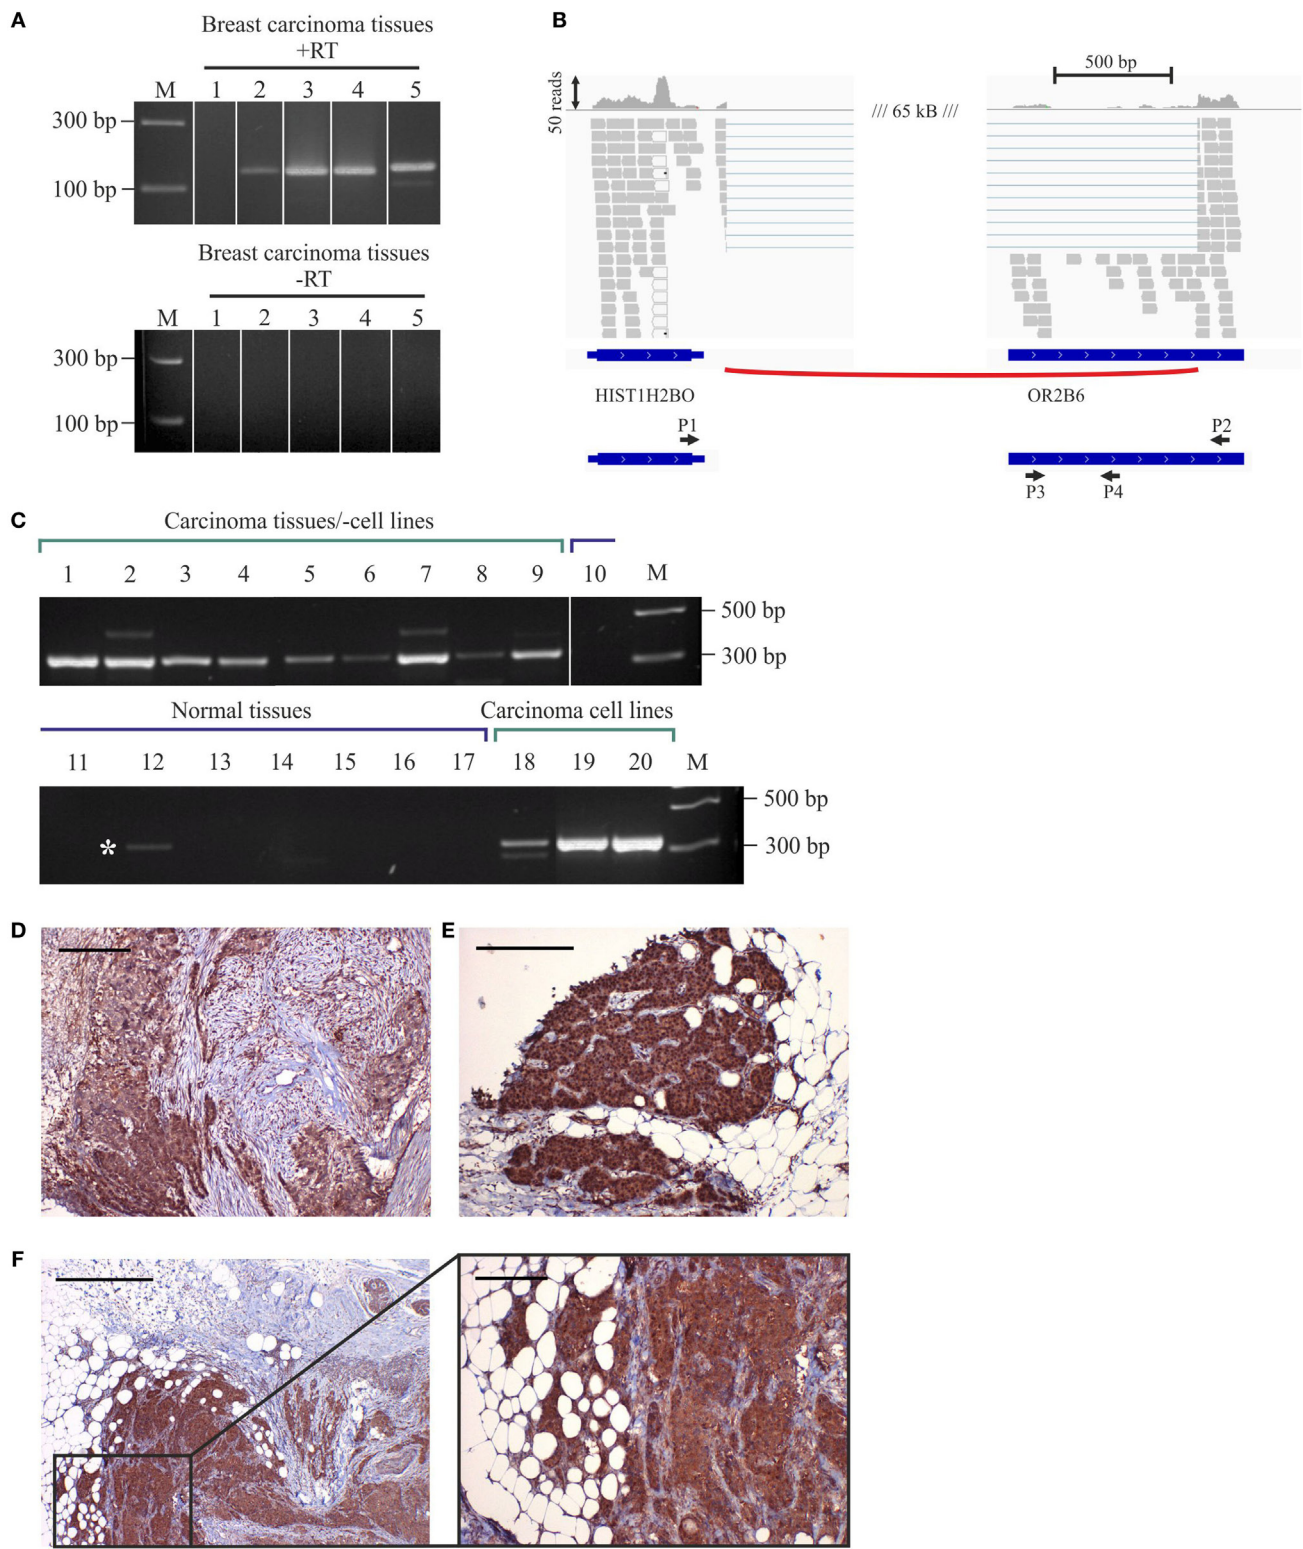 A
Breast carcinoma tissues
+RT
M 1 2 3 4 5
300 bp
100 bp
Breast carcinoma tissues
-RT
M 1 2 3 4 5
300 bp
100 bp
B
50 reads
/// 65 kB ///
500 bp
HIST1H2BO
OR2B6
P1
P2
P3
P4
C
Carcinoma tissues/-cell lines
1 2 3 4 5 6 7 8 9 10 M
500 bp
300 bp
Normal tissues
Carcinoma cell lines
11 12 13 14 15 16 17 18 19 20 M
*
500 bp
300 bp
D
E
F